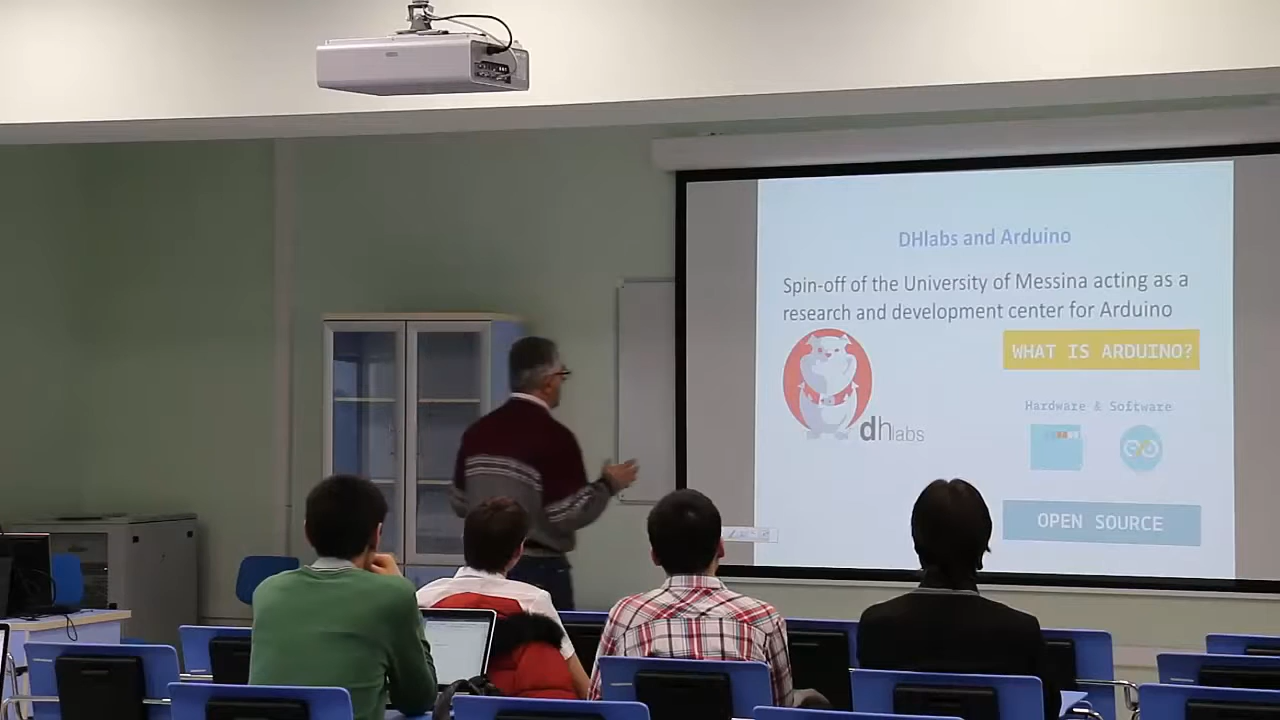 DHlabs and Arduino
Spin-off of the University of Messina acting as a
research and development center for Arduino
WHAT IS ARDUINO?
Hardware & Software
dhlabs
OPEN SOURCE